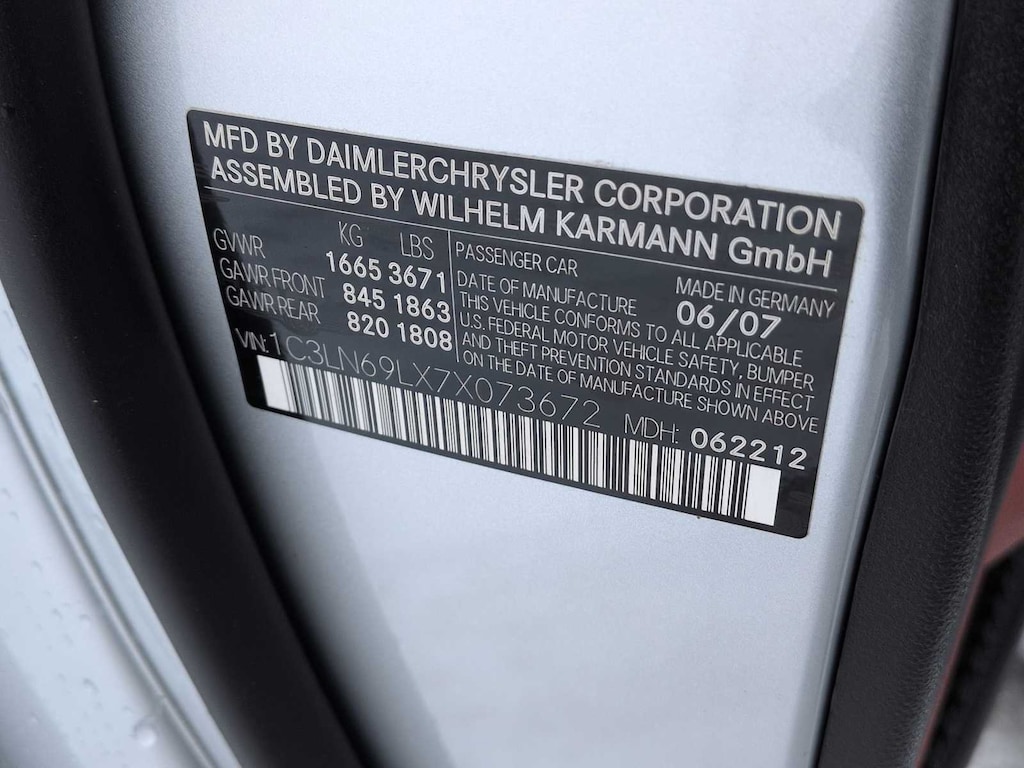 MFD BY DAIMLERCHRYSLER CORPORATION
ASSEMBLED BY WILHELM KARMANN GmbH
KG LBS
GVWR 1665 3671
GAWR FRONT 845 1863
GAWR REAR 820 1808
PASSENGER CAR MADE IN GERMANY
DATE OF MANUFACTURE 06/07
THIS VEHICLE CONFORMS TO ALL APPLICABLE
U.S. FEDERAL MOTOR VEHICLE SAFETY, BUMPER
AND THEFT PREVENTION STANDARDS IN EFFECT
ON THE DATE OF MANUFACTURE SHOWN ABOVE
VIN: 1C3LN69LX7X073672 MDH: 062212